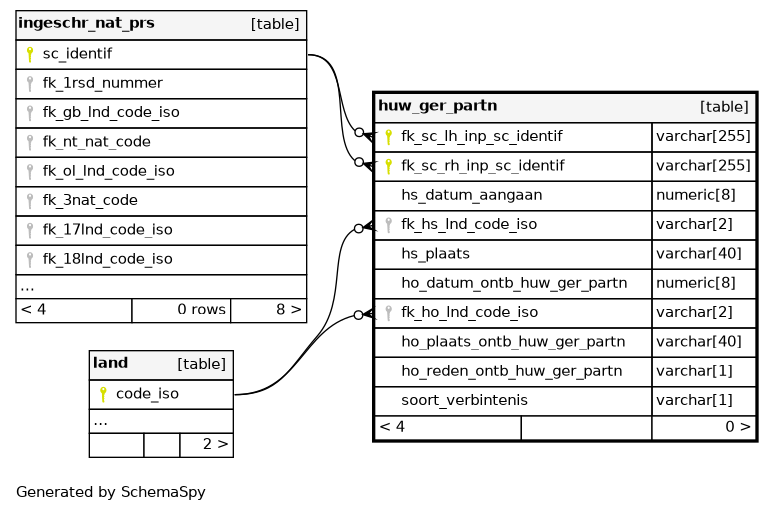 ingeschr_nat_prs [table]
sc_identif
fk_1rsd_nummer
fk_gb_lnd_code_iso
fk_nt_nat_code
fk_ol_lnd_code_iso
fk_3nat_code
fk_17lnd_code_iso
fk_18lnd_code_iso
...
< 4 0 rows 8 >
huw_ger_partn [table]
fk_sc_lh_inp_sc_identif varchar[255]
fk_sc_rh_inp_sc_identif varchar[255]
hs_datum_aangaan numeric[8]
fk_hs_lnd_code_iso varchar[2]
hs_plaats varchar[40]
ho_datum_ontb_huw_ger_partn numeric[8]
fk_ho_lnd_code_iso varchar[2]
ho_plaats_ontb_huw_ger_partn varchar[40]
ho_reden_ontb_huw_ger_partn varchar[1]
soort_verbintenis varchar[1]
< 4 0 >
land [table]
code_iso
...
2 >
Generated by SchemaSpy